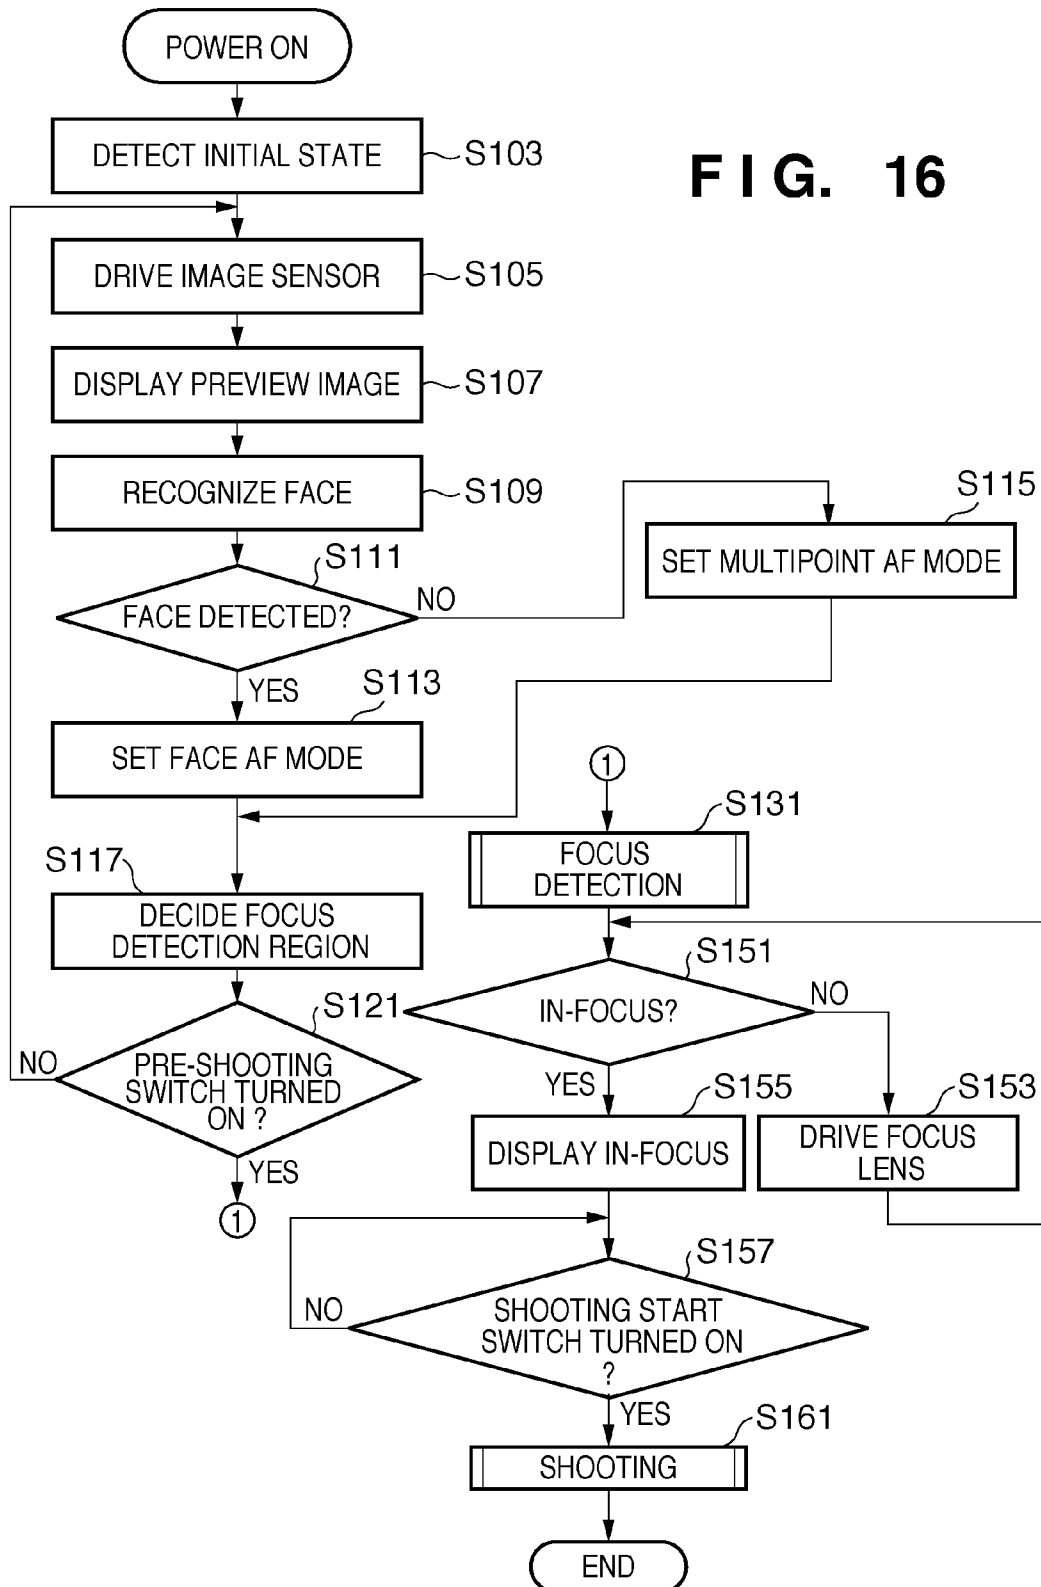 POWER ON
DETECT INITIAL STATE
S103
FIG. 16
DRIVE IMAGE SENSOR
S105
DISPLAY PREVIEW IMAGE
S107
RECOGNIZE FACE
S109
S115
SET MULTIPOINT AF MODE
S111
FACE DETECTED?
NO
YES
S113
SET FACE AF MODE
1
S131
FOCUS
DETECTION
S117
DECIDE FOCUS
DETECTION REGION
S151
IN-FOCUS?
NO
S121
NO
PRE-SHOOTING
SWITCH TURNED
ON ?
YES
1
YES
S155
DISPLAY IN-FOCUS
S153
DRIVE FOCUS
LENS
S157
NO
SHOOTING START
SWITCH TURNED ON
?
YES
S161
SHOOTING
END